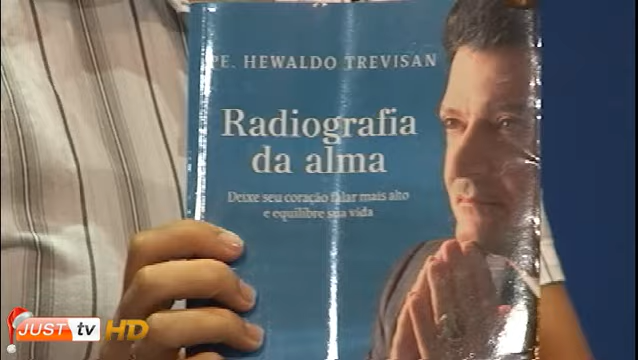 PE. HEWALDO TREVISAN
Radiografia
da alma
Deixe seu coração falar mais alto
e equilibre sua vida
JUST tv HD